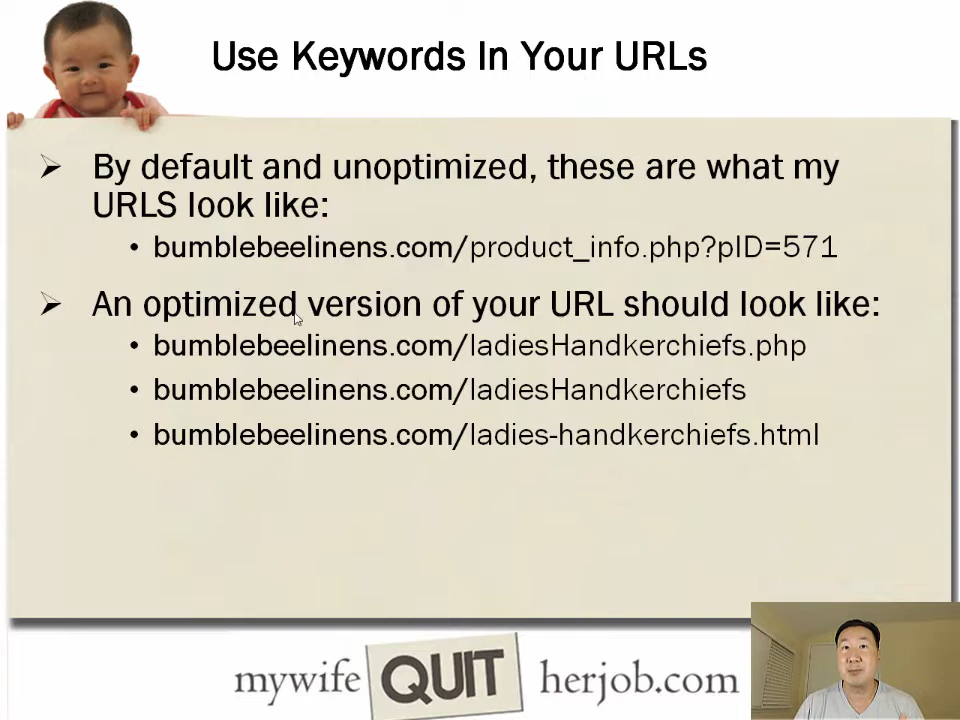 Use Keywords In Your URLs
By default and unoptimized, these are what my
URLS look like:
bumblebeelinens.com/product_info.php?pID=571
An optimized version of your URL should look like:
bumblebeelinens.com/ladiesHandkerchiefs.php
bumblebeelinens.com/ladiesHandkerchiefs
bumblebeelinens.com/ladies-handkerchiefs.html
mywife QUIT herjob.com